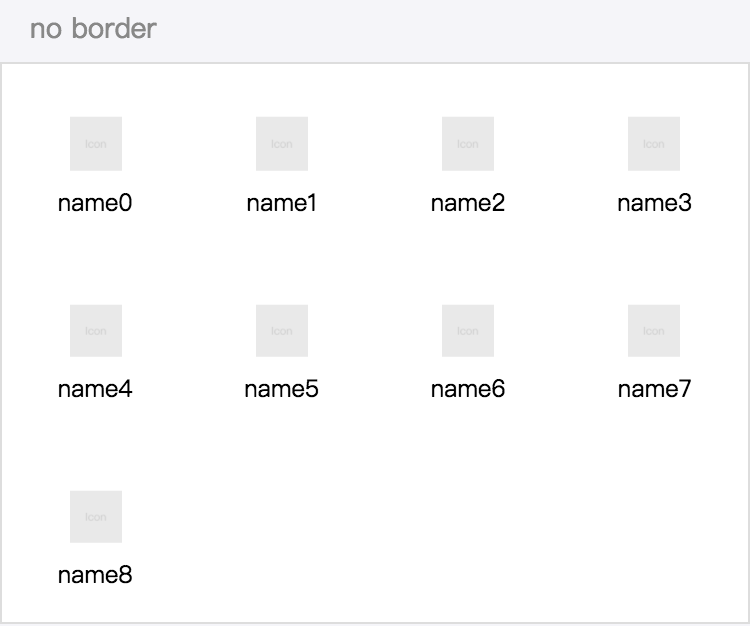 no border
Icon Icon Icon Icon
name0 name1 name2 name3
Icon Icon Icon Icon
name4 name5 name6 name7
Icon
name8